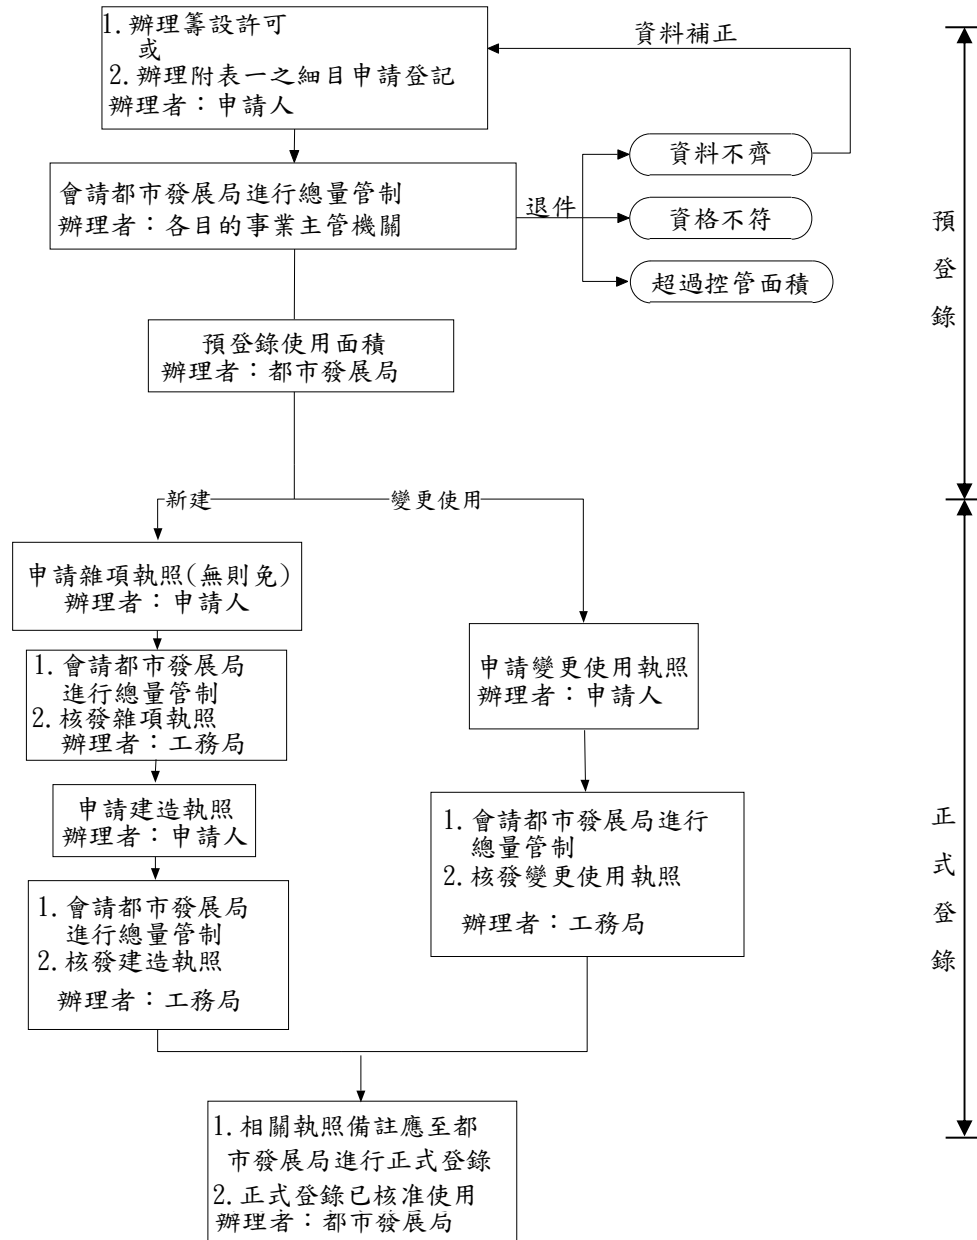 1.辦理籌設許可
或
2.辦理附表一之細目申請登記
辦理者：申請人
資料補正
會請都市發展局進行總量管制
辦理者：各目的事業主管機關
退件
資料不齊
資格不符
超過控管面積
預登錄使用面積
辦理者：都市發展局
預登錄
新建
變更使用
申請雜項執照(無則免)
辦理者：申請人
1.會請都市發展局
進行總量管制
2.核發雜項執照
辦理者：工務局
申請建造執照
辦理者：申請人
1.會請都市發展局
進行總量管制
2.核發建造執照
辦理者：工務局
申請變更使用執照
辦理者：申請人
1.會請都市發展局進行
總量管制
2.核發變更使用執照
辦理者：工務局
正式登錄
1.相關執照備註應至都
市發展局進行正式登錄
2.正式登錄已核准使用
辦理者：都市發展局